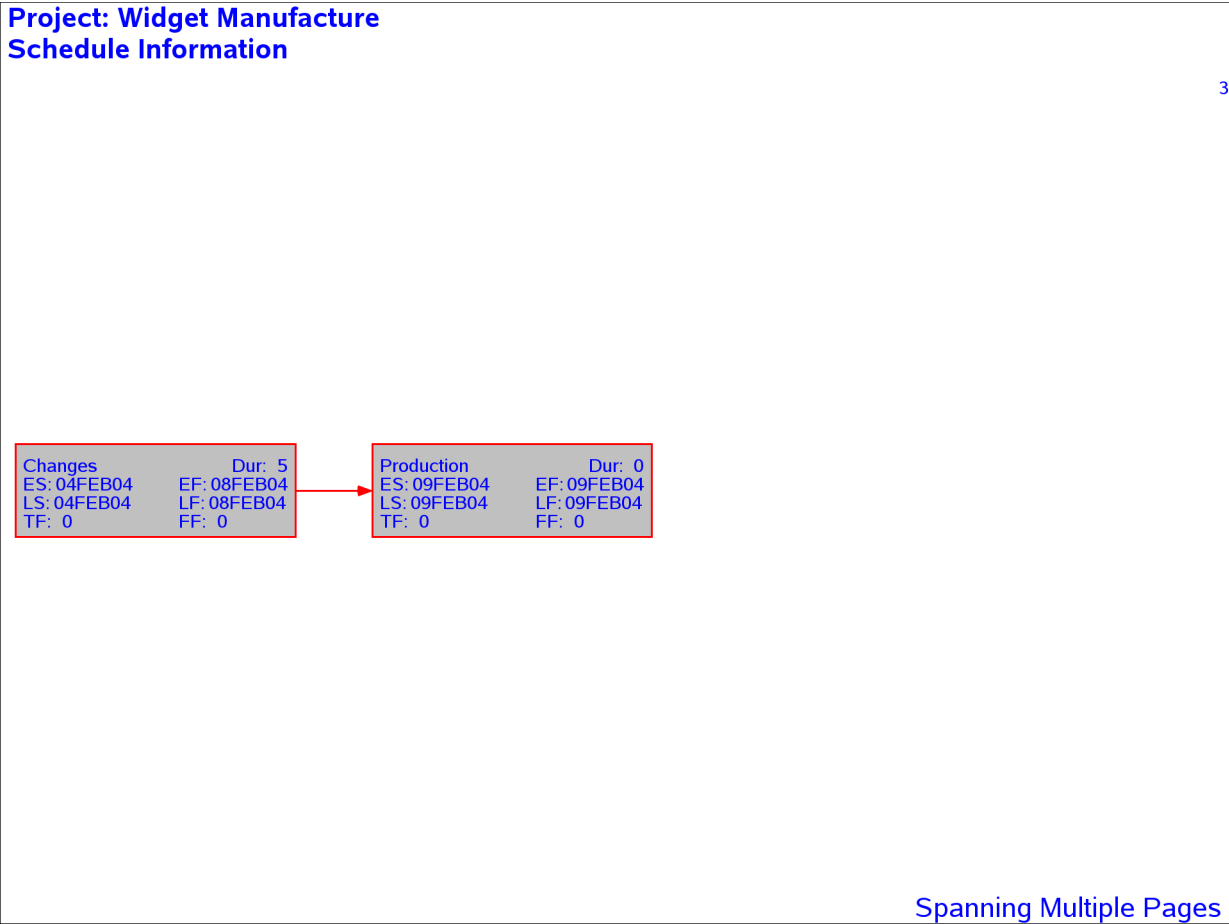 Project: Widget Manufacture
Schedule Information
3
Changes Dur: 5
ES: 04FEB04 EF: 08FEB04
LS: 04FEB04 LF: 08FEB04
TF: 0 FF: 0
Production Dur: 0
ES: 09FEB04 EF: 09FEB04
LS: 09FEB04 LF: 09FEB04
TF: 0 FF: 0
Spanning Multiple Pages